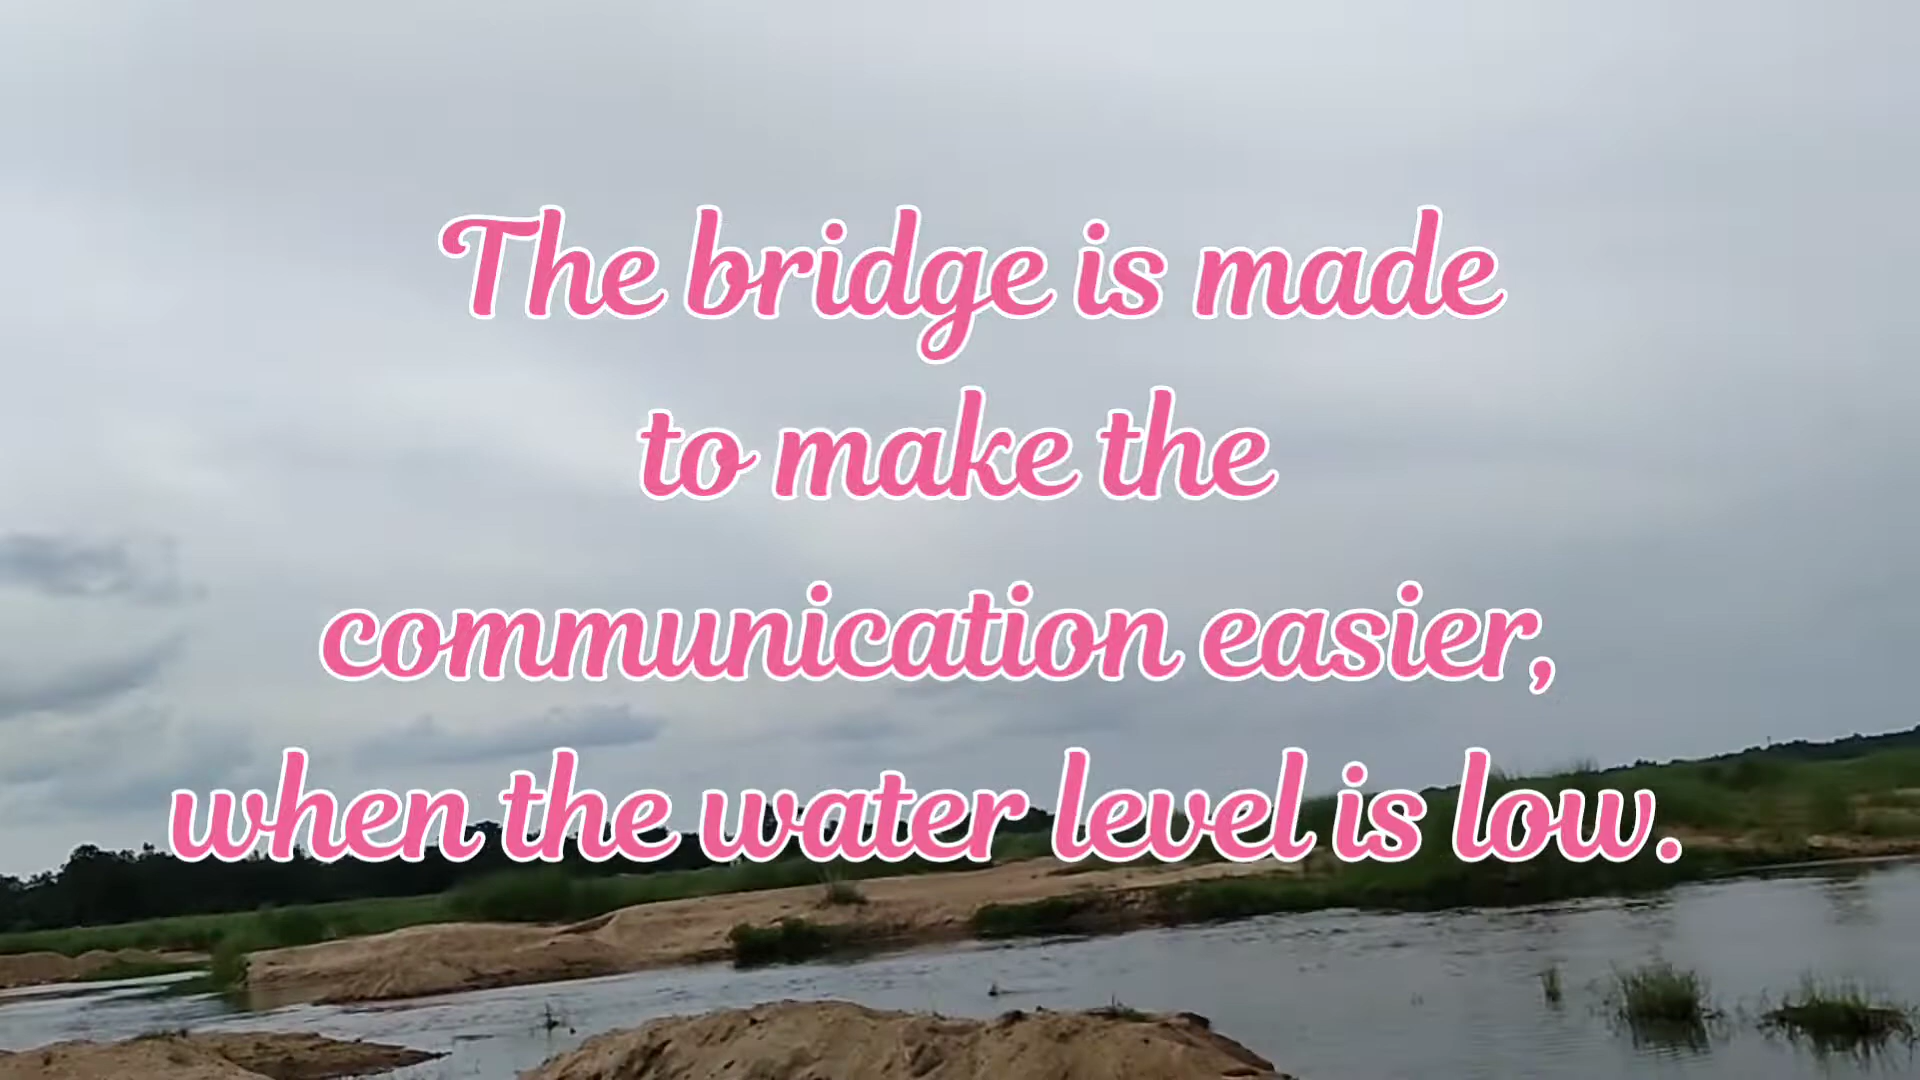 The bridge is made
to make the
communication easier,
when the water level is low.